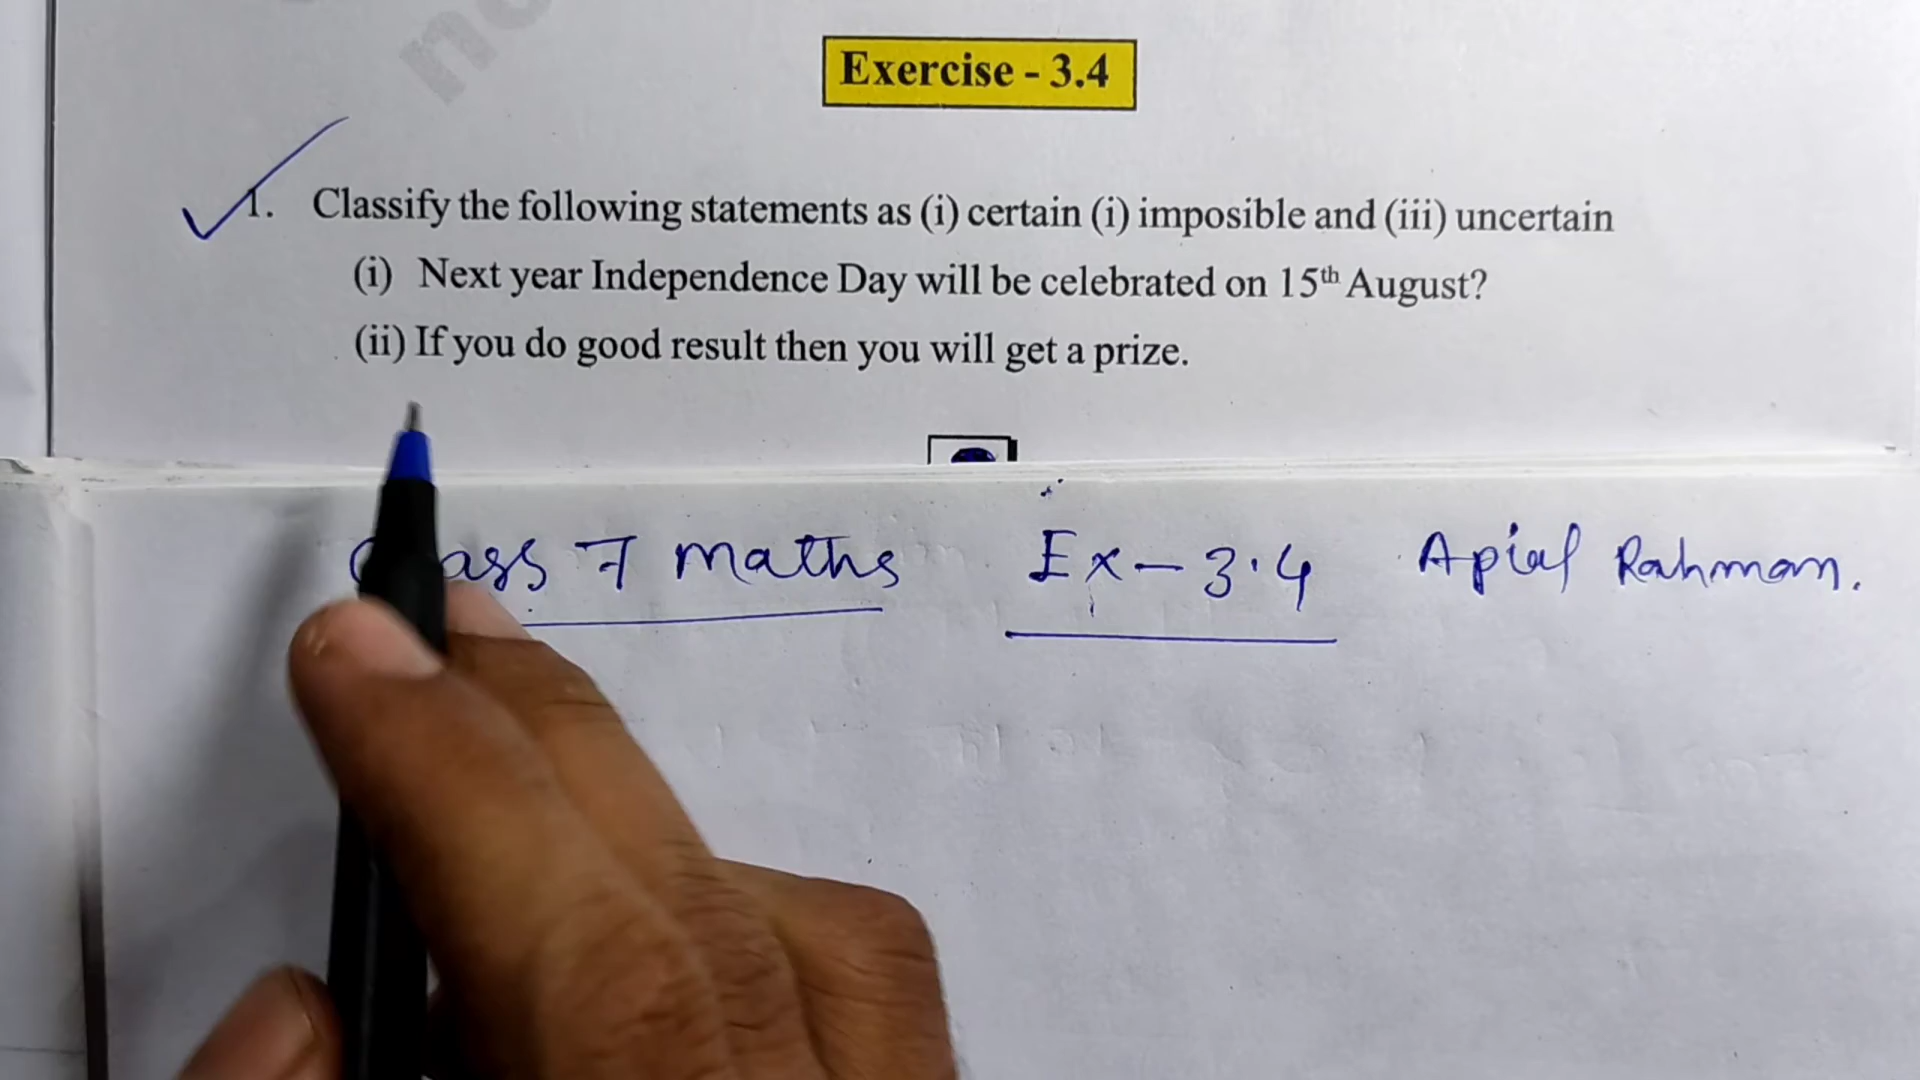 Exercise - 3.4
1. Classify the following statements as (i) certain (i) imposible and (iii) uncertain
(i) Next year Independence Day will be celebrated on 15th August?
(ii) If you do good result then you will get a prize.
7 maths Ex-3.4 Rahman.